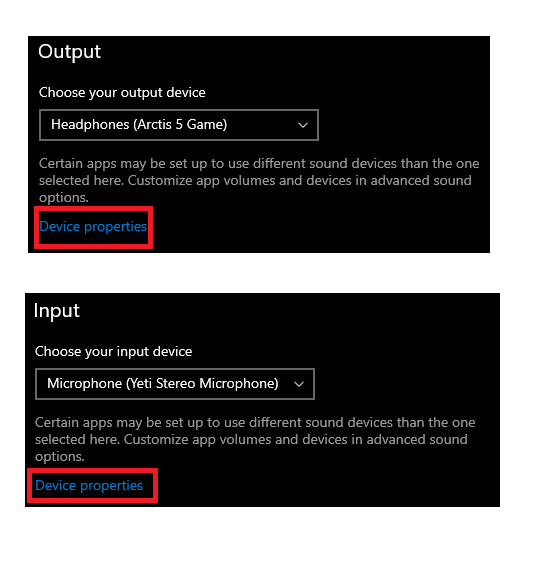 Output
Choose your output device
Headphones (Arctis 5 Game)
Certain apps may be set up to use different sound devices than the one
selected here. Customize app volumes and devices in advanced sound
options.
Device properties
Input
Choose your input device
Microphone (Yeti Stereo Microphone)
Certain apps may be set up to use different sound devices than the one
selected here. Customize app volumes and devices in advanced sound
options.
Device properties